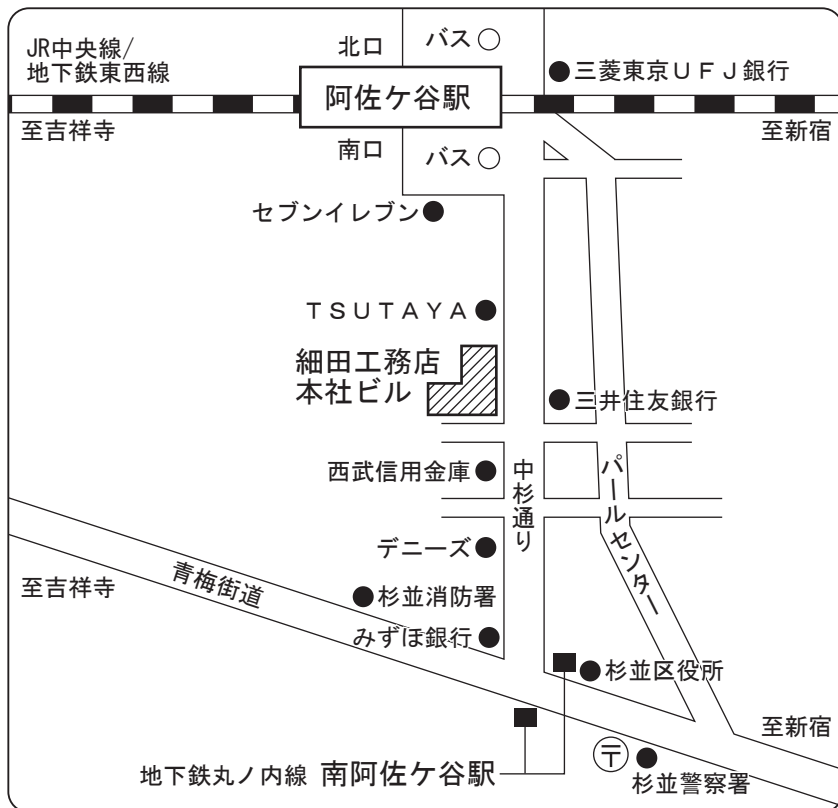 JR中央線/
地下鉄東西線
北口
バス
三菱東京UFJ銀行
阿佐ケ谷駅
至吉祥寺
至新宿
南口
バス
セブンイレブン
TSUTAYA
細田工務店
本社ビル
三井住友銀行
西武信用金庫
中杉通り
パールセンター
デニーズ
青梅街道
至吉祥寺
杉並消防署
みずほ銀行
杉並区役所
至新宿
地下鉄丸ノ内線 南阿佐ケ谷駅
〒
杉並警察署